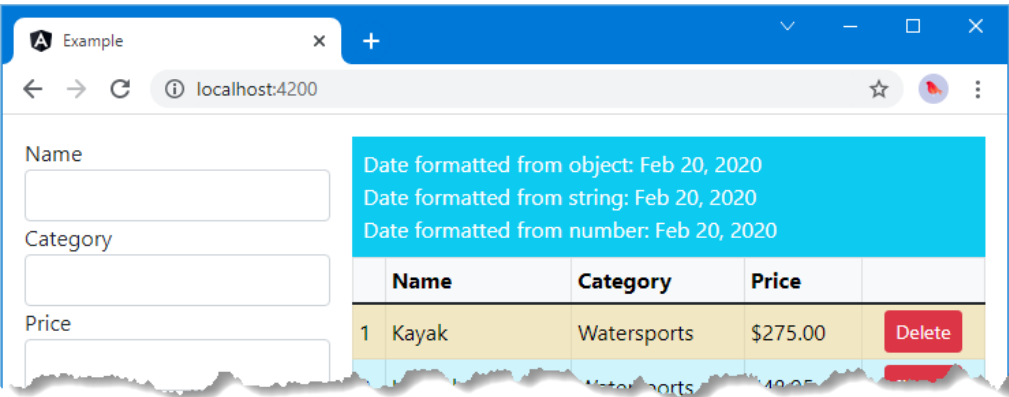 Example
localhost:4200
Name
Category
Price
Date formatted from object: Feb 20, 2020
Date formatted from string: Feb 20, 2020
Date formatted from number: Feb 20, 2020
Name Category Price
1 Kayak Watersports $275.00 Delete